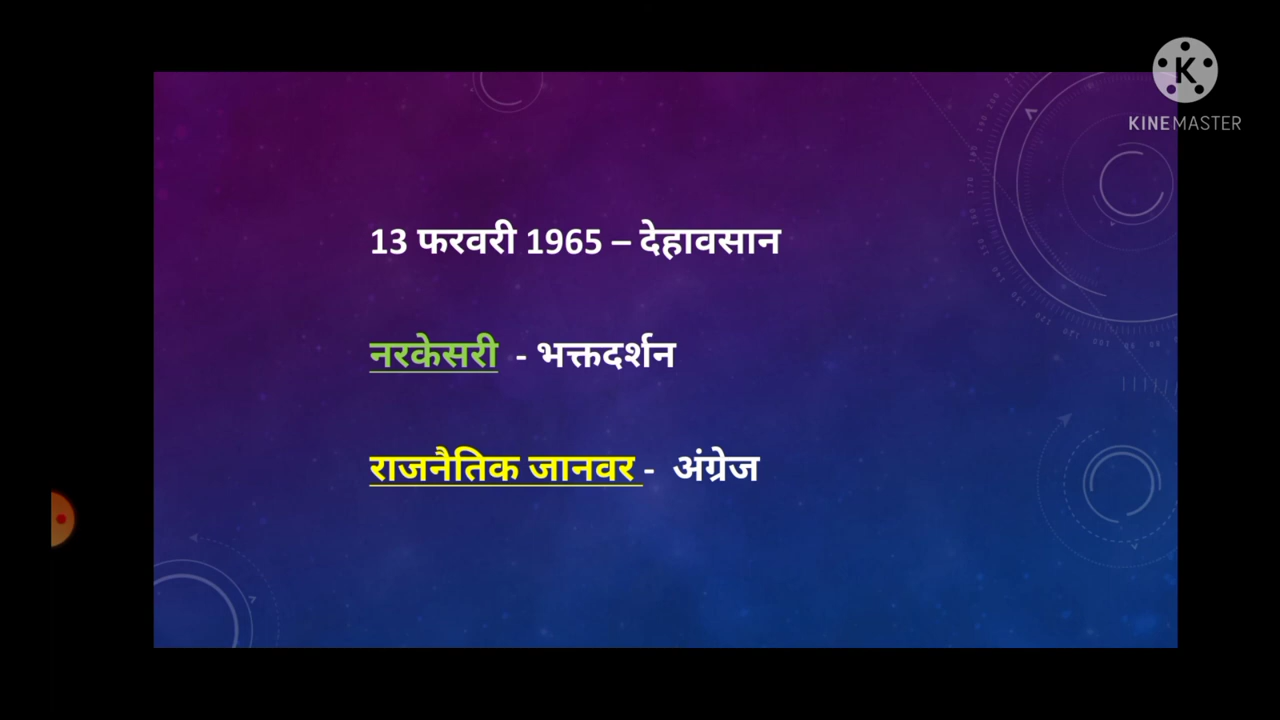 K
KINEMASTER
13 फरवरी 1965 – देहावसान
नरकेसरी - भक्तदर्शन
राजनैतिक जानवर - अंग्रेज